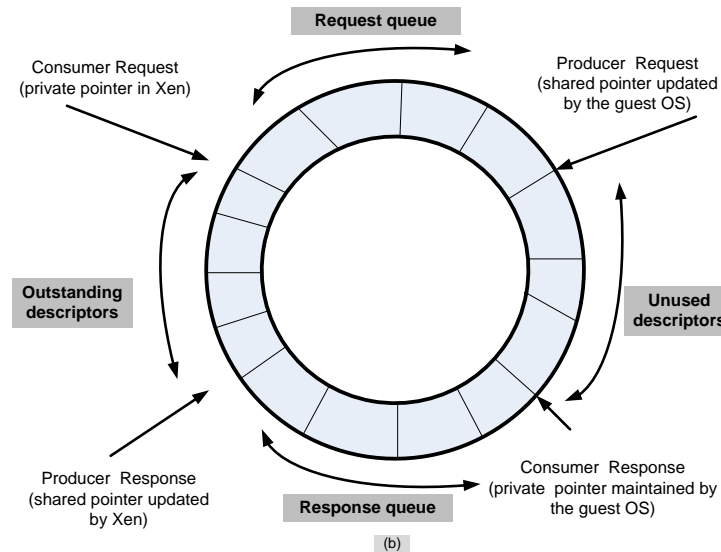 Request queue
Consumer Request
(private pointer in Xen)
Producer Request
(shared pointer updated
by the guest OS)
Outstanding
descriptors
Unused
descriptors
Producer Response
(shared pointer updated
by Xen)
Response queue
Consumer Response
(private pointer maintained by
the guest OS)
(b)